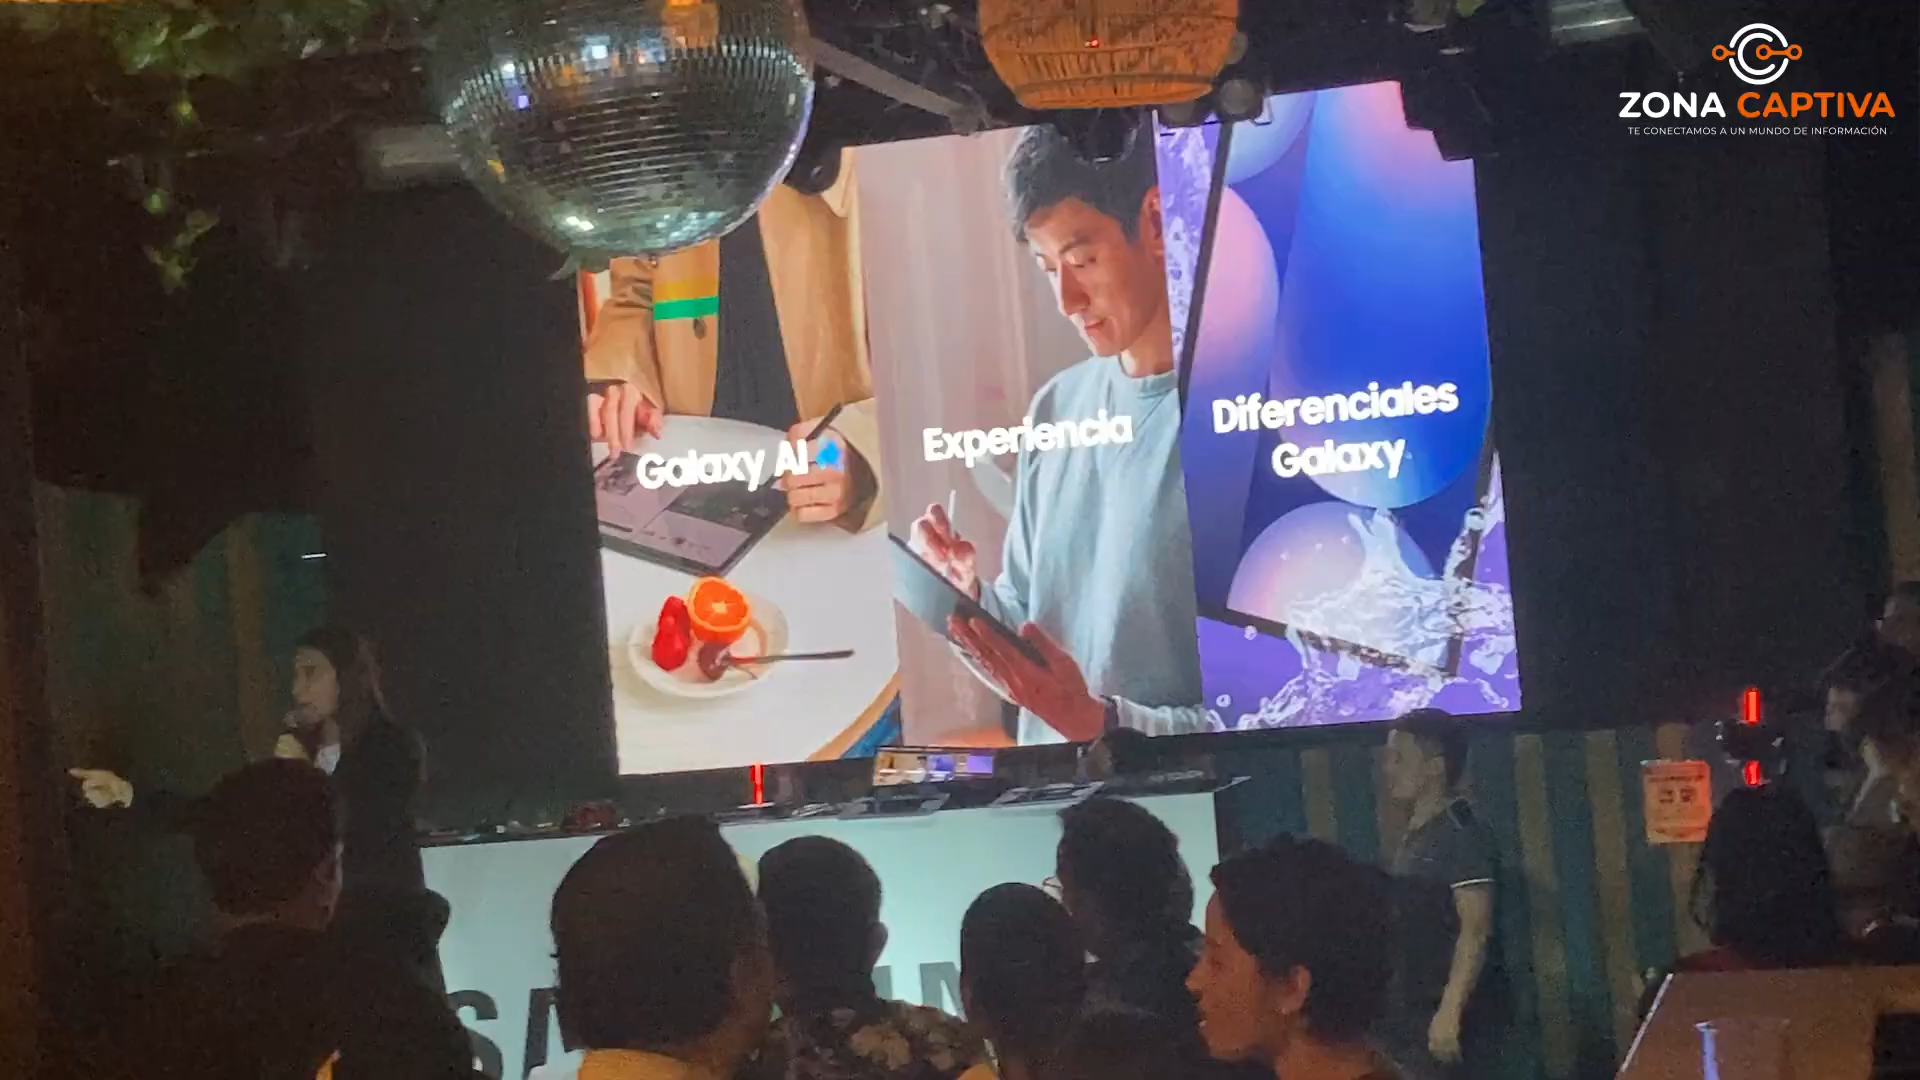 ZONA CAPTIVA
TE CONECTAMOS A UN MUNDO DE INFORMACIÓN
Galaxy AI
Experiencia
Diferenciales
Galaxy